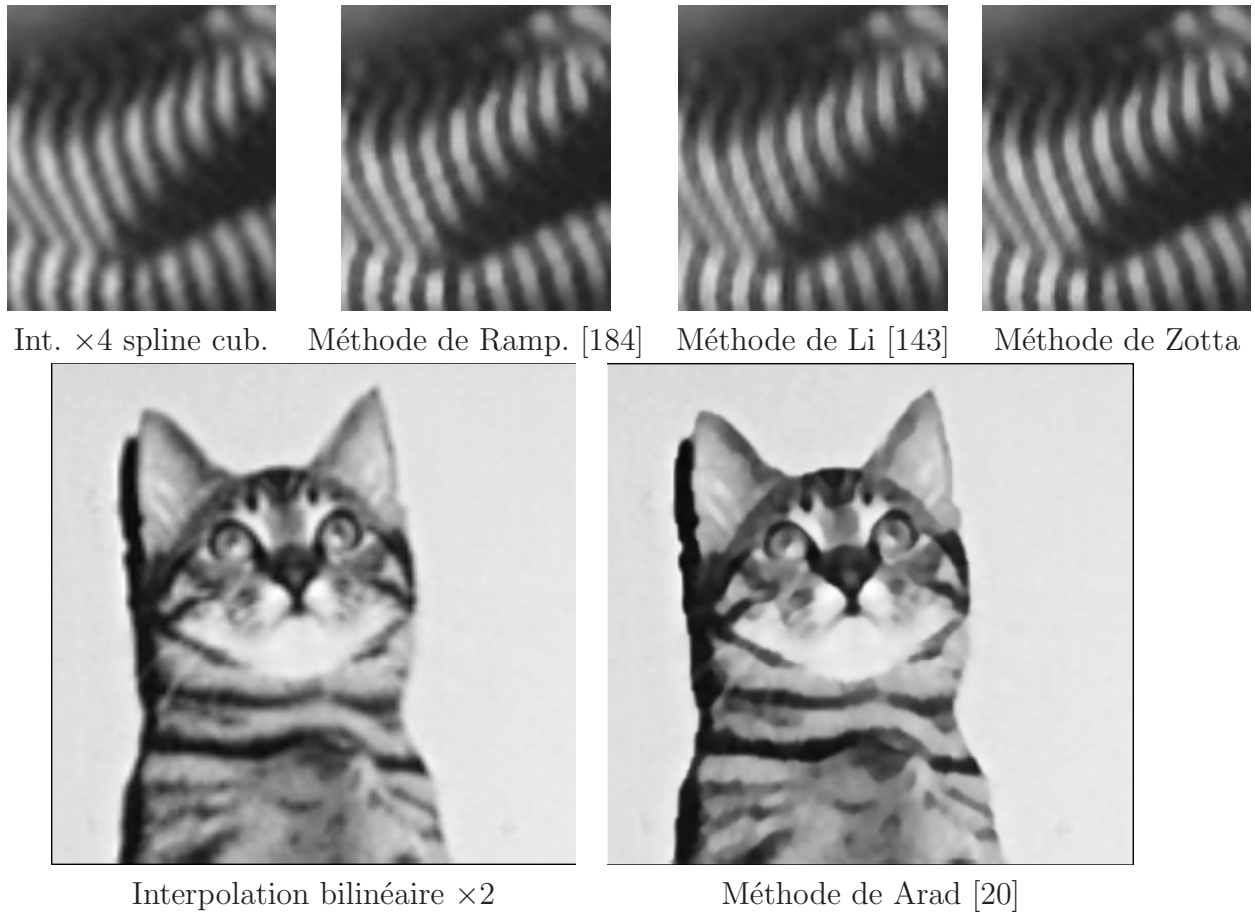 Int. ×4 spline cub. Méthode de Ramp. [184] Méthode de Li [143] Méthode de Zotta
Interpolation bilinéaire ×2 Méthode de Arad [20]